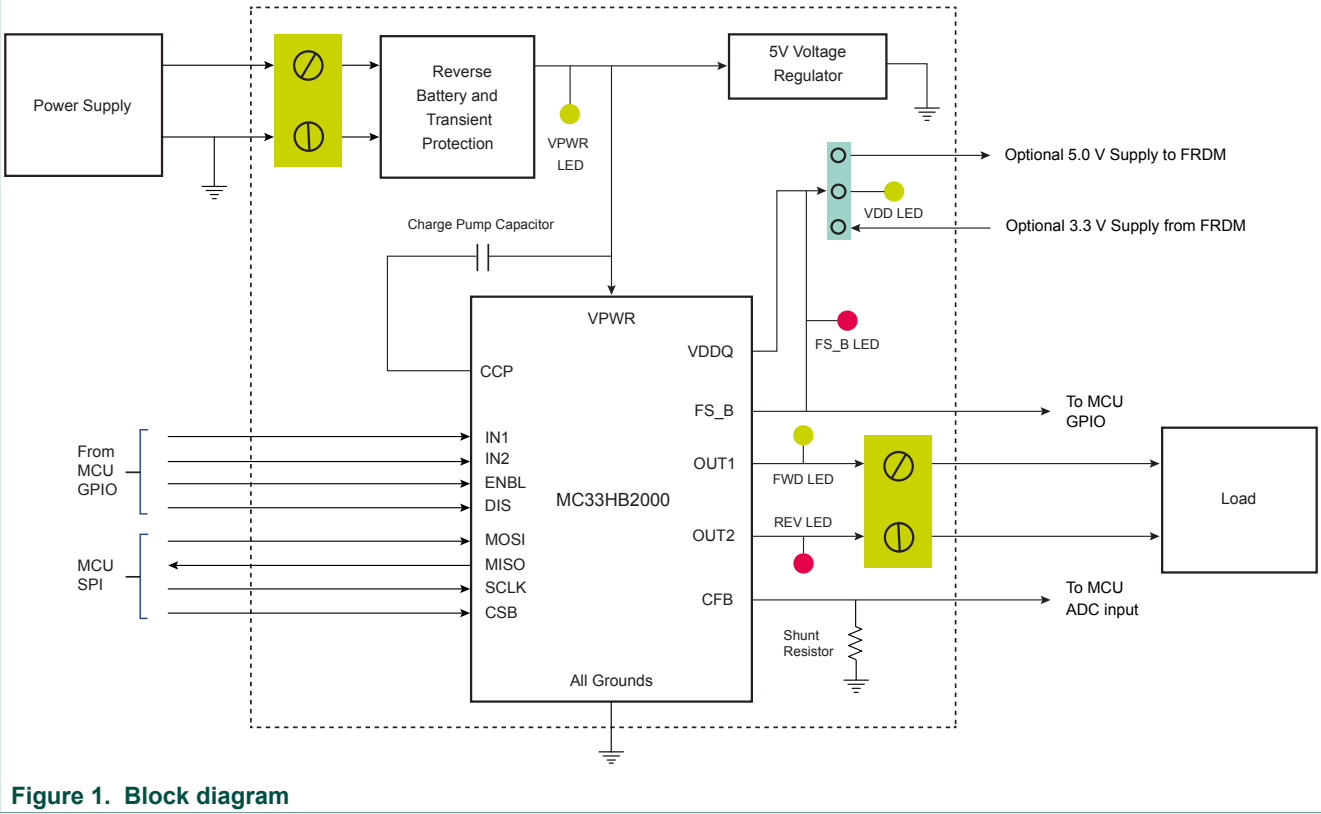 Power Supply
Reverse
Battery and
Transient
Protection
VPWR
LED
5V Voltage
Regulator
Optional 5.0 V Supply to FRDM
VDD LED
Optional 3.3 V Supply from FRDM
Charge Pump Capacitor
VPWR
CCP
VDDQ
FS_B LED
FS_B
To MCU
GPIO
From
MCU
GPIO
IN1
IN2
ENBL
DIS
MC33HB2000
OUT1
FWD LED
REV LED
OUT2
Load
MCU
SPI
MOSI
MISO
SCLK
CSB
CFB
To MCU
ADC input
Shunt
Resistor
All Grounds
Figure 1. Block diagram